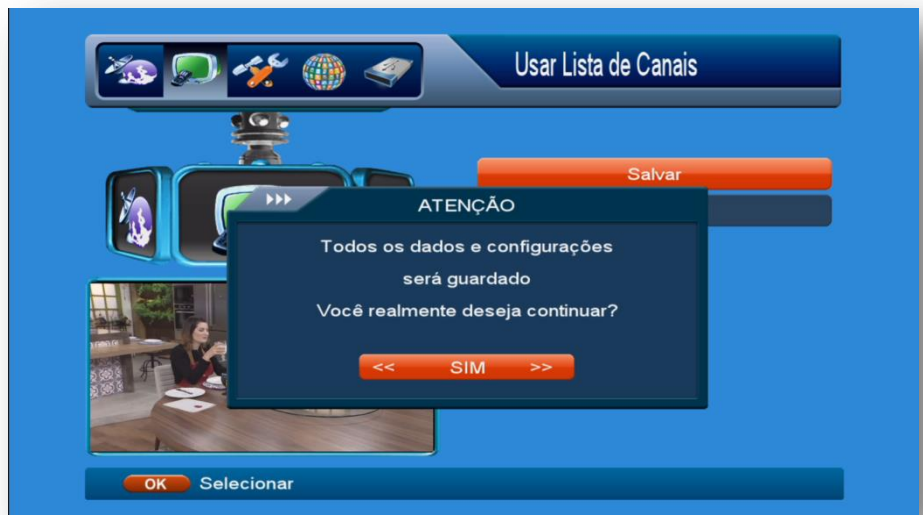 Usar Lista de Canais
Salvar
ATENÇÃO
Todos os dados e configurações
será guardado
Você realmente deseja continuar?
<< SIM >>
OK Selecionar